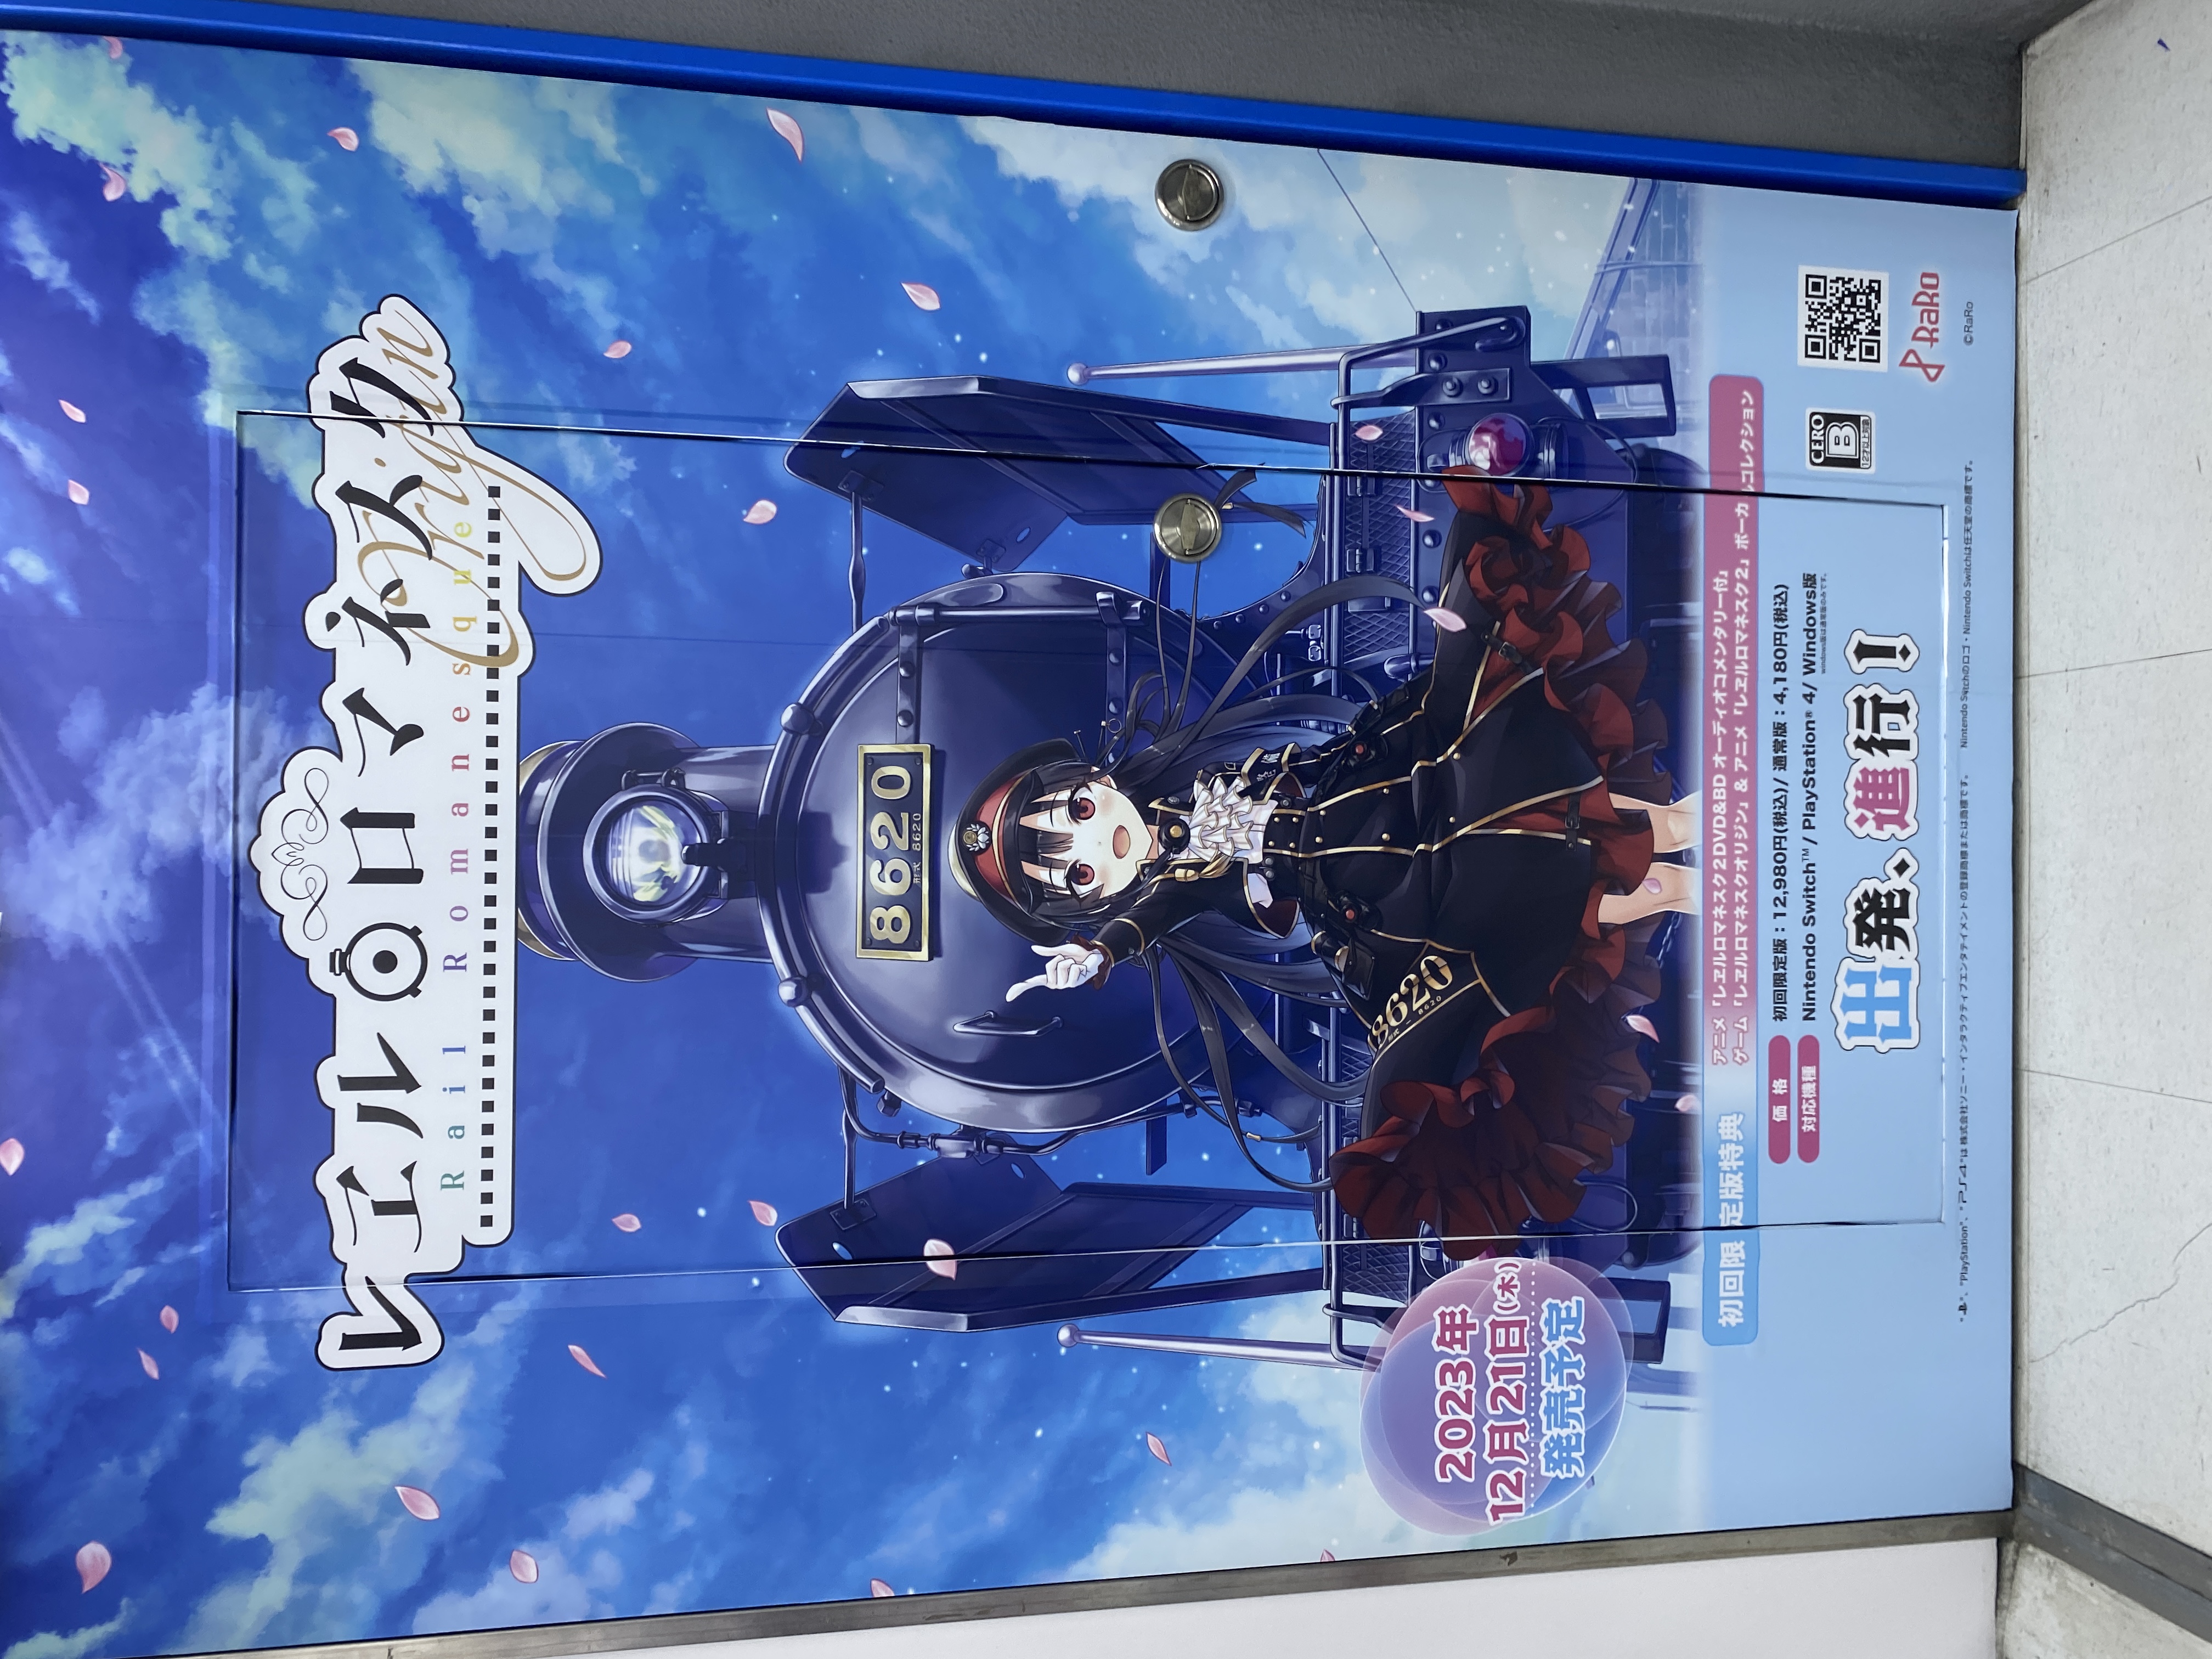 レヱルロマネスク
Origin
Rail Romanesque
8620
形式 8620
8620
形式 8620
2023年
12月21日(木)
発売予定
初回限定版特典
アニメ「レヱルロマネスク2DVD&BD オーディオコメンタリー付」
ゲーム「レヱルロマネスクオリジン」& アニメ「レヱルロマネスク2」ボーカルコレクション
価格
初回限定版：12,980円(税込)/ 通常版：4,180円(税込)
対応機種
Nintendo Switch™ / PlayStation® 4/ Windows版
windows版は通常版のみです。
出発、進行！
CERO
B
12才以上対象
RaRo
"PlayStation"、"PS4"は 株式会社ソニー・インタラクティブエンタテイメントの登録商標または商標です。
Nintendo Switchのロゴ・Nintendo Switchは任天堂の商標です。
©RaRo